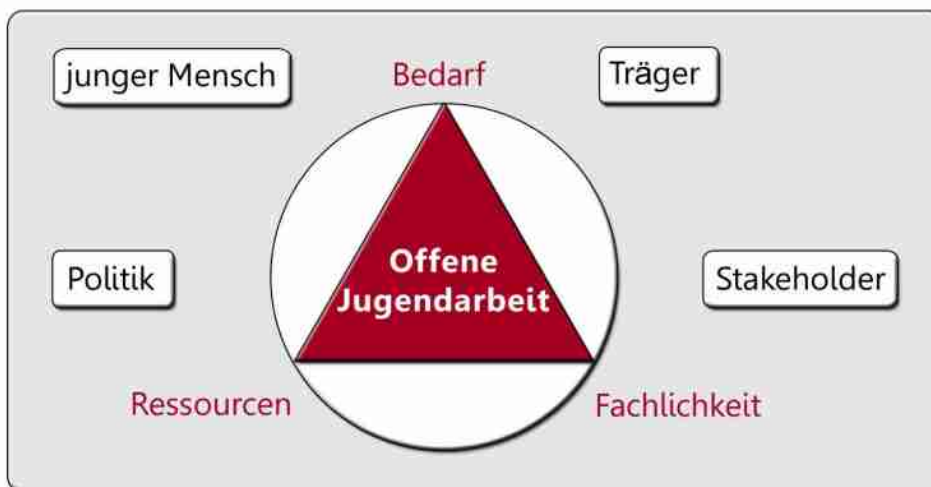 junger Mensch
Bedarf
Träger
Politik
Offene
Jugendarbeit
Stakeholder
Ressourcen
Fachlichkeit